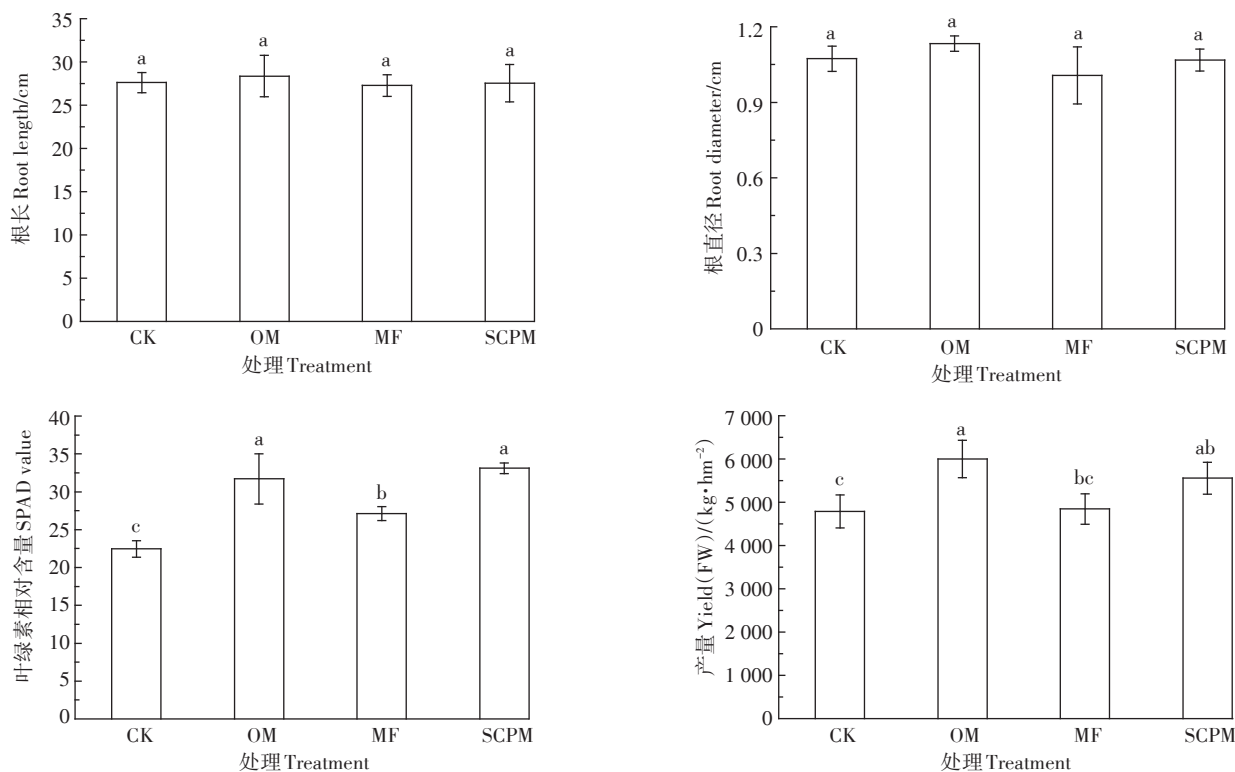 根长 Root length/cm
35
30
25
20
15
10
5
0
a
a
a
a
CK
OM
MF
SCPM
处理 Treatment
根直径 Root diameter/cm
1.2
0.9
0.6
0.3
0
a
a
a
a
CK
OM
MF
SCPM
处理 Treatment
叶绿素相对含量 SPAD value
40
35
30
25
20
15
10
5
0
c
a
b
a
CK
OM
MF
SCPM
处理 Treatment
产量 Yield(FW)/(kg·hm⁻²)
7 000
6 000
5 000
4 000
3 000
2 000
1 000
0
c
a
bc
ab
CK
OM
MF
SCPM
处理 Treatment